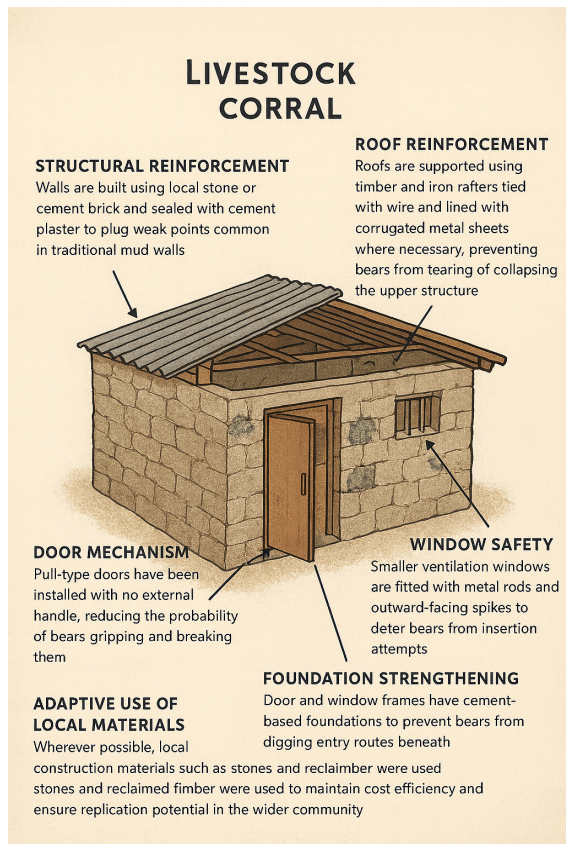 LIVESTOCK
CORRAL
STRUCTURAL REINFORCEMENT
Walls are built using local stone or
cement brick and sealed with cement
plaster to plug weak points common
in traditional mud walls
ROOF REINFORCEMENT
Roofs are supported using
timber and iron rafters tied
with wire and lined with
corrugated metal sheets
where necessary, preventing
bears from tearing of collapsing
the upper structure
DOOR MECHANISM
Pull-type doors have been
installed with no external
handle, reducing the probability
of bears gripping and breaking
them
WINDOW SAFETY
Smaller ventilation windows
are fitted with metal rods and
outward-facing spikes to
deter bears from insertion
attempts
FOUNDATION STRENGTHENING
Door and window frames have cement-
based foundations to prevent bears from
digging entry routes beneath
ADAPTIVE USE OF
LOCAL MATERIALS
Wherever possible, local
construction materials such as stones and reclaimber were used
stones and reclaimed fimber were used to maintain cost efficiency and
ensure replication potential in the wider community